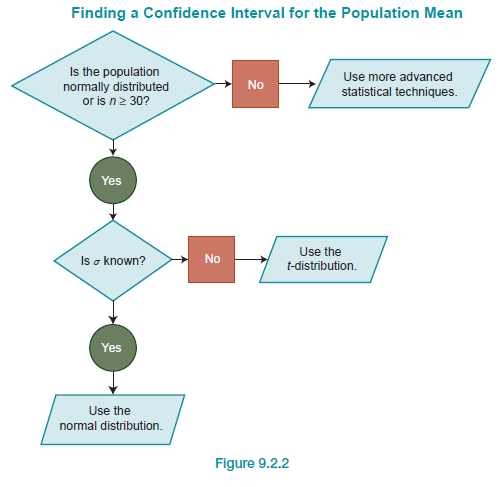 Finding a Confidence Interval for the Population Mean
Is the population
normally distributed
or is n ≥ 30?
No
Use more advanced
statistical techniques.
Yes
Is σ known?
No
Use the
t-distribution.
Yes
Use the
normal distribution.
Figure 9.2.2